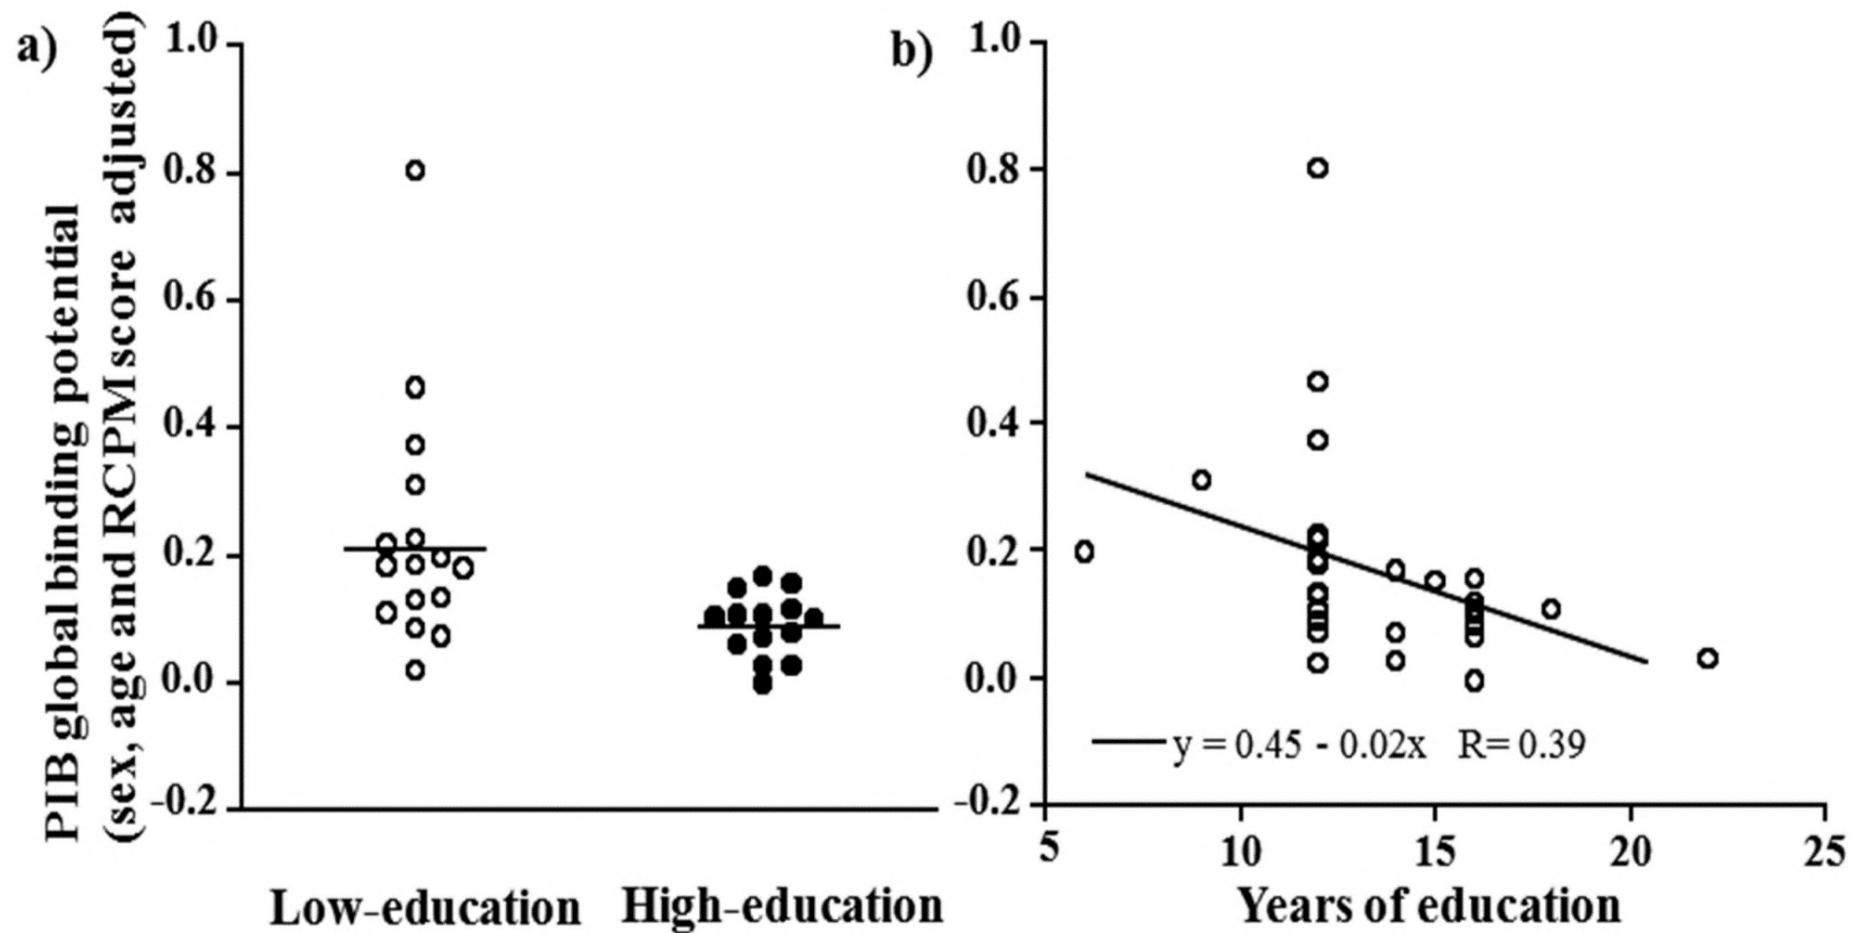 a)
PIB global binding potential
(sex, age and RCPM score adjusted)
1.0
0.8
0.6
0.4
0.2
0.0
-0.2
Low-education High-education
b)
1.0
0.8
0.6
0.4
0.2
0.0
-0.2
y = 0.45 - 0.02x R= 0.39
5 10 15 20 25
Years of education